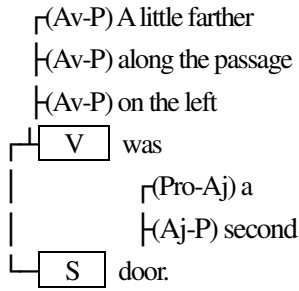 (Av-P) A little farther
(Av-P) along the passage
(Av-P) on the left
V was
(Pro-Aj) a
(Aj-P) second
S door.